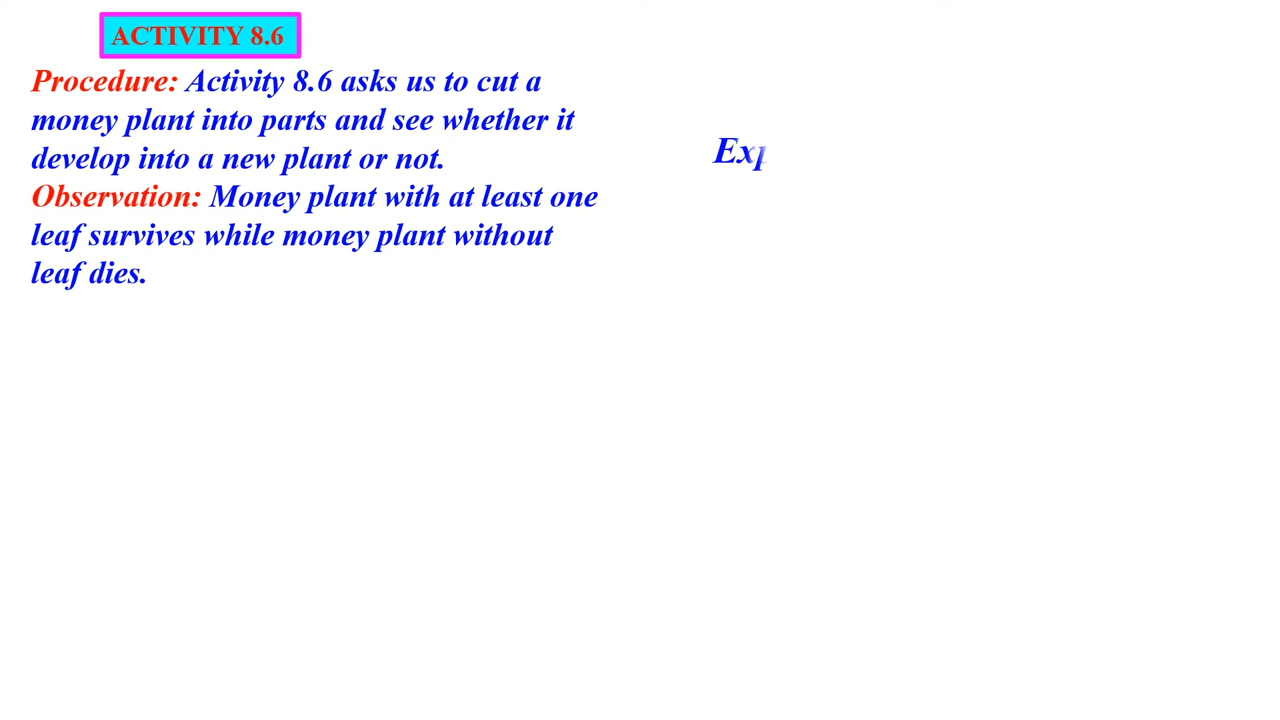 ACTIVITY 8.6
Procedure: Activity 8.6 asks us to cut a
money plant into parts and see whether it
develop into a new plant or not.
Observation: Money plant with at least one
leaf survives while money plant without
leaf dies.
Exp